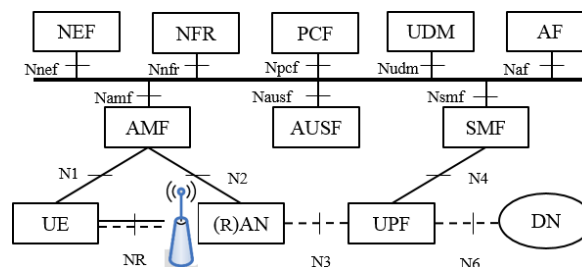 NEF NFR PCF UDM AF
Nnef Nnfr Npcf Nudm Naf
Namf Nausf Nsmf
AMF AUSF SMF
N1 N2 N4
UE (R)AN UPF DN
NR N3 N6